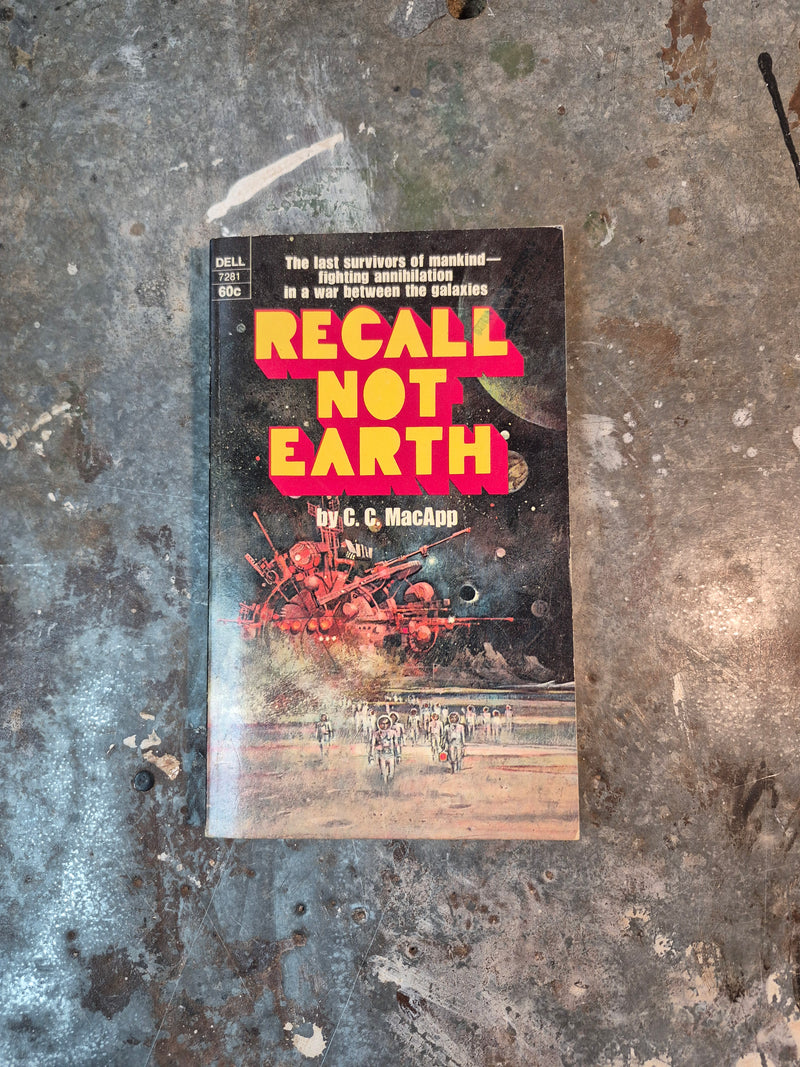 DELL
7281
60c
The last survivors of mankind—
fighting annihilation
in a war between the galaxies
RECALL
NOT
EARTH
by C. C. MacApp